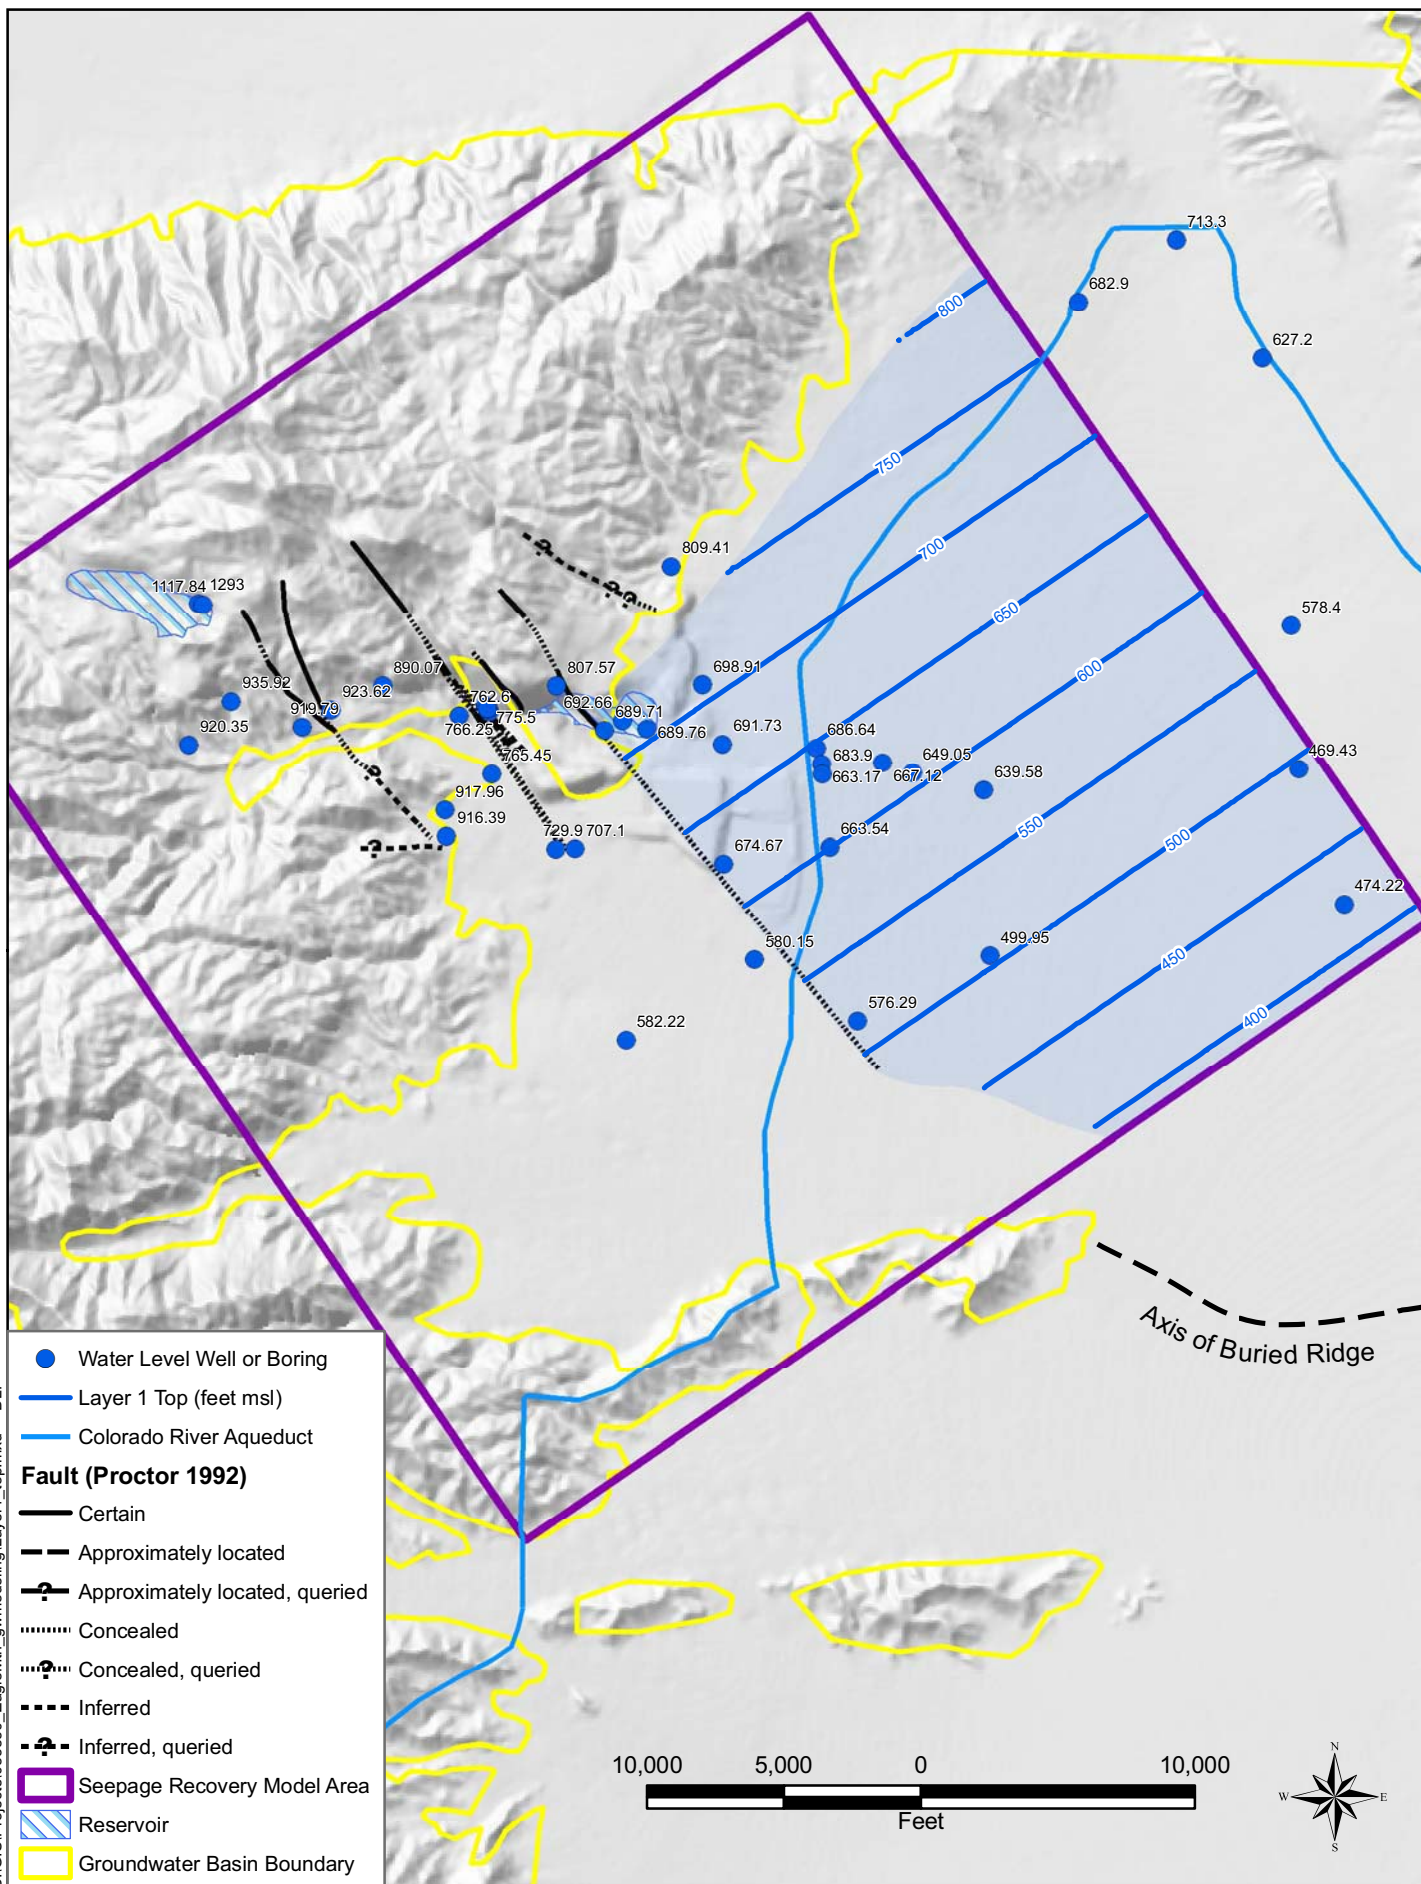 713.3
682.9
800
627.2
750
700
809.41
1117.84 1293
578.4
650
890.07
807.57
698.91
600
935.92
923.62
762.6
692.66
919.79
775.5
689.71
920.35
766.25
689.76
691.73
686.64
765.45
683.9
649.05
469.43
663.17
667.12
639.58
917.96
916.39
550
729.9 707.1
663.54
500
674.67
474.22
580.15
499.95
450
576.29
400
582.22
Axis of Buried Ridge
Water Level Well or Boring
Layer 1 Top (feet msl)
Colorado River Aqueduct
Fault (Proctor 1992)
Certain
Approximately located
? Approximately located, queried
Concealed
? Concealed, queried
Inferred
? Inferred, queried
Seepage Recovery Model Area
Reservoir
Groundwater Basin Boundary
10,000 5,000 0 10,000
Feet
N
W E
S